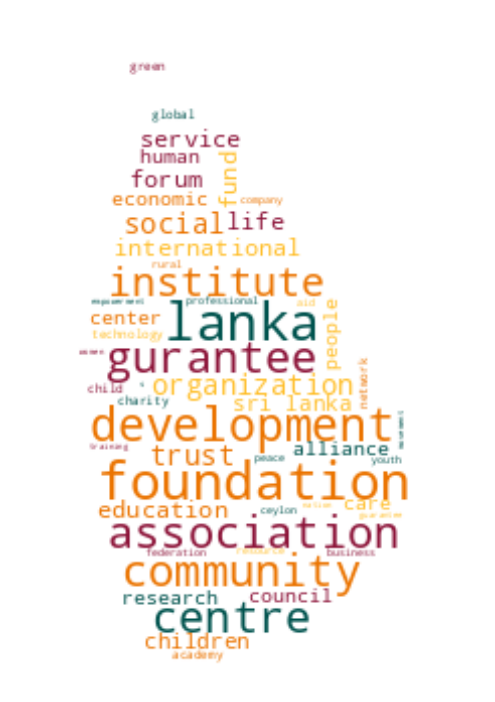 green
global
service
human
fund
forum
economic company
social life
international
rural
institute
empowerment professional aid
lanka
center people
technology
gurantee
women network
child organization
charity sri lanka
development
movement
training trust alliance
peace youth
foundation
education ceylon nation care
guarantee
association
federation resource business
community
research council
centre
children
academy